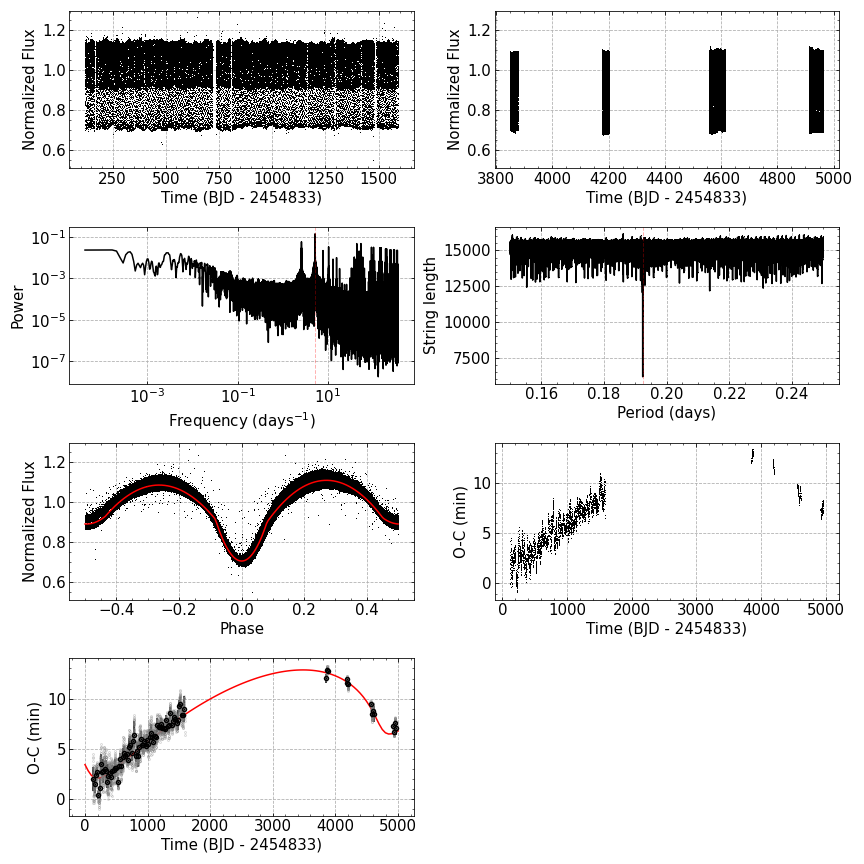 Normalized Flux
1.2
1.0
0.8
0.6
250 500 750 1000 1250 1500
Time (BJD - 2454833)
Normalized Flux
1.2
1.0
0.8
0.6
3800 4000 4200 4400 4600 4800 5000
Time (BJD - 2454833)
Power
10⁻¹
10⁻³
10⁻⁵
10⁻⁷
10⁻³ 10⁻¹ 10¹
Frequency (days⁻¹)
String length
15000
12500
10000
7500
0.16 0.18 0.20 0.22 0.24
Period (days)
Normalized Flux
1.2
1.0
0.8
0.6
−0.4 −0.2 0.0 0.2 0.4
Phase
O-C (min)
10
5
0
0 1000 2000 3000 4000 5000
Time (BJD - 2454833)
O-C (min)
10
5
0
0 1000 2000 3000 4000 5000
Time (BJD - 2454833)